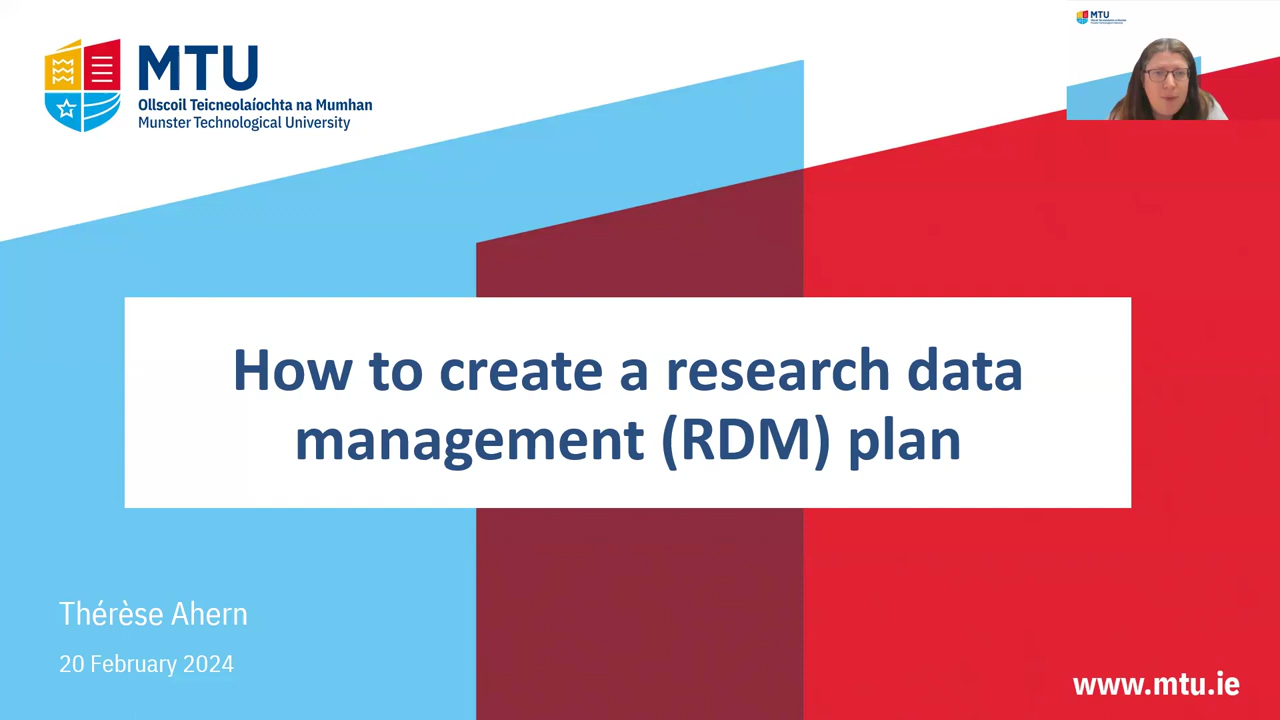 MTU
Ollscoil Teicneolaíochta na Mumhan
Munster Technological University
MTU
How to create a research data
management (RDM) plan
Thérèse Ahern
20 February 2024
www.mtu.ie